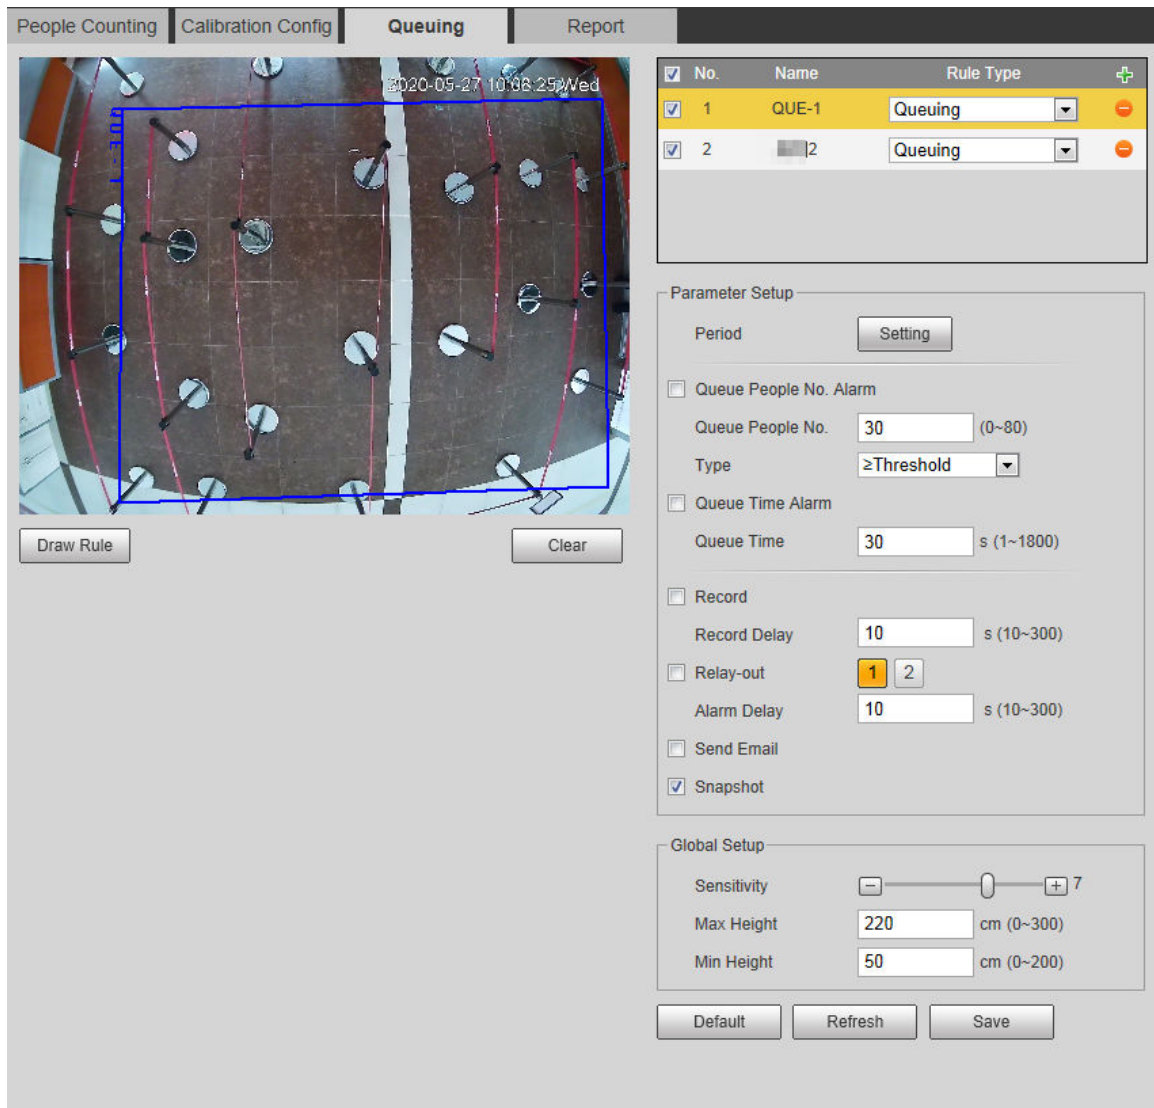 People Counting Calibration Config Queuing Report
2020-05-27 10:08:25 Wed
QUE-1
Draw Rule Clear
No. Name Rule Type
1 QUE-1 Queuing
2 2 Queuing
Parameter Setup
Period Setting
Queue People No. Alarm
Queue People No. 30 (0~80)
Type ≥Threshold
Queue Time Alarm
Queue Time 30 s (1~1800)
Record
Record Delay 10 s (10~300)
Relay-out 1 2
Alarm Delay 10 s (10~300)
Send Email
Snapshot
Global Setup
Sensitivity 7
Max Height 220 cm (0~300)
Min Height 50 cm (0~200)
Default Refresh Save